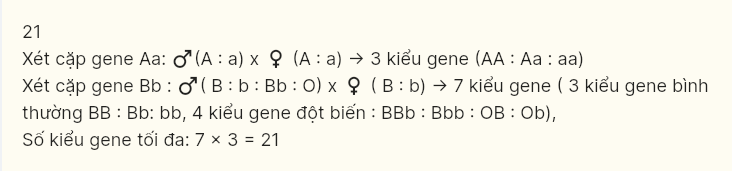 21
Xét cặp gene Aa: ♂(A : a) x ♀ (A : a) → 3 kiểu gene (AA : Aa : aa)
Xét cặp gene Bb : ♂( B : b : Bb : O) x ♀ ( B : b) → 7 kiểu gene ( 3 kiểu gene bình
thường BB : Bb: bb, 4 kiểu gene đột biến : BBb : Bbb : OB : Ob),
Số kiểu gene tối đa: 7 × 3 = 21